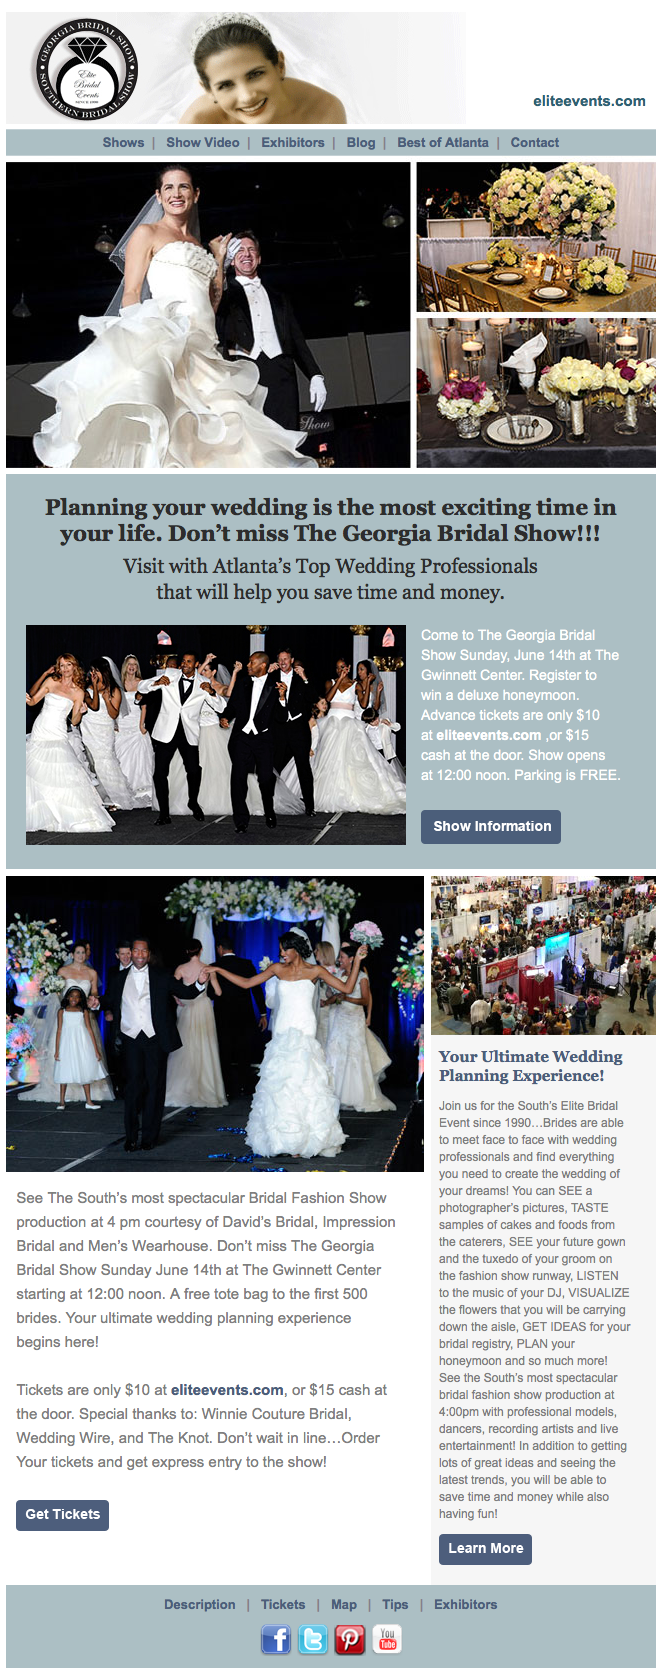 GEORGIA BRIDAL SHOW
Elite
Bridal
Events
SINCE 1990
SOUTHERN BRIDAL SHOW
eliteevents.com
Shows | Show Video | Exhibitors | Blog | Best of Atlanta | Contact
Show
Planning your wedding is the most exciting time in
your life. Don’t miss The Georgia Bridal Show!!!
Visit with Atlanta’s Top Wedding Professionals
that will help you save time and money.
Come to The Georgia Bridal
Show Sunday, June 14th at The
Gwinnett Center. Register to
win a deluxe honeymoon.
Advance tickets are only $10
at eliteevents.com ,or $15
cash at the door. Show opens
at 12:00 noon. Parking is FREE.
Show Information
See The South’s most spectacular Bridal Fashion Show
production at 4 pm courtesy of David’s Bridal, Impression
Bridal and Men’s Wearhouse. Don’t miss The Georgia
Bridal Show Sunday June 14th at The Gwinnett Center
starting at 12:00 noon. A free tote bag to the first 500
brides. Your ultimate wedding planning experience
begins here!
Tickets are only $10 at eliteevents.com, or $15 cash at
the door. Special thanks to: Winnie Couture Bridal,
Wedding Wire, and The Knot. Don’t wait in line…Order
Your tickets and get express entry to the show!
Get Tickets
Your Ultimate Wedding
Planning Experience!
Join us for the South’s Elite Bridal
Event since 1990…Brides are able
to meet face to face with wedding
professionals and find everything
you need to create the wedding of
your dreams! You can SEE a
photographer’s pictures, TASTE
samples of cakes and foods from
the caterers, SEE your future gown
and the tuxedo of your groom on
the fashion show runway, LISTEN
to the music of your DJ, VISUALIZE
the flowers that you will be carrying
down the aisle, GET IDEAS for your
bridal registry, PLAN your
honeymoon and so much more!
See the South’s most spectacular
bridal fashion show production at
4:00pm with professional models,
dancers, recording artists and live
entertainment! In addition to getting
lots of great ideas and seeing the
latest trends, you will be able to
save time and money while also
having fun!
Learn More
Description | Tickets | Map | Tips | Exhibitors
You
Tube